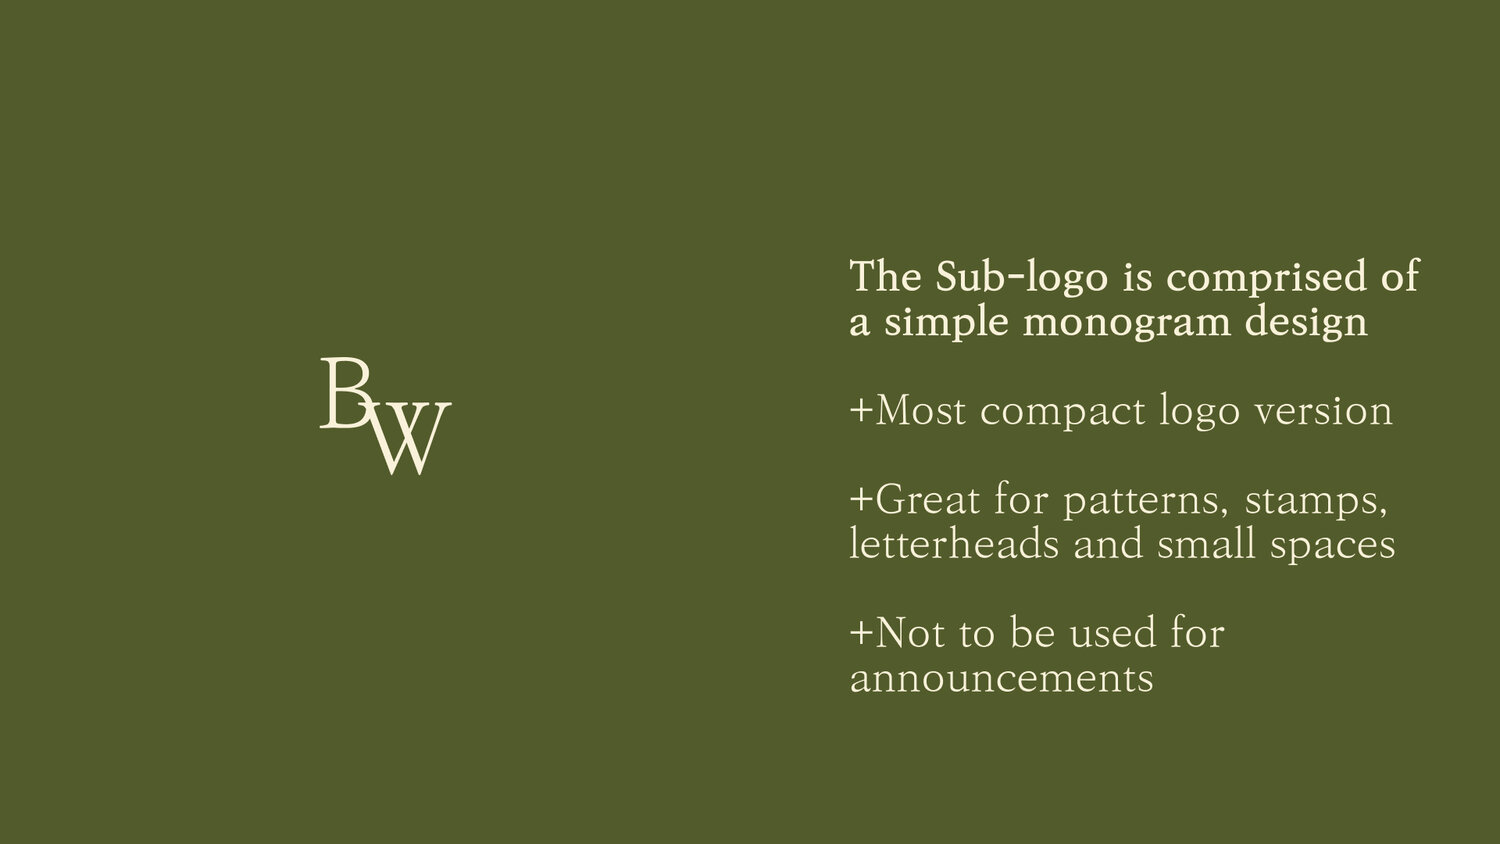 BW
The Sub-logo is comprised of
a simple monogram design
+Most compact logo version
+Great for patterns, stamps,
letterheads and small spaces
+Not to be used for
announcements